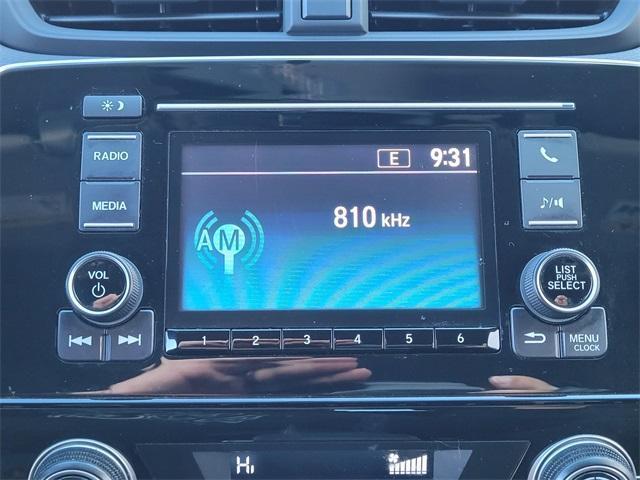 E 9:31
RADIO
MEDIA
810 kHz
AM
VOL
LIST
PUSH
SELECT
1 2 3 4 5 6
MENU
CLOCK
Hi